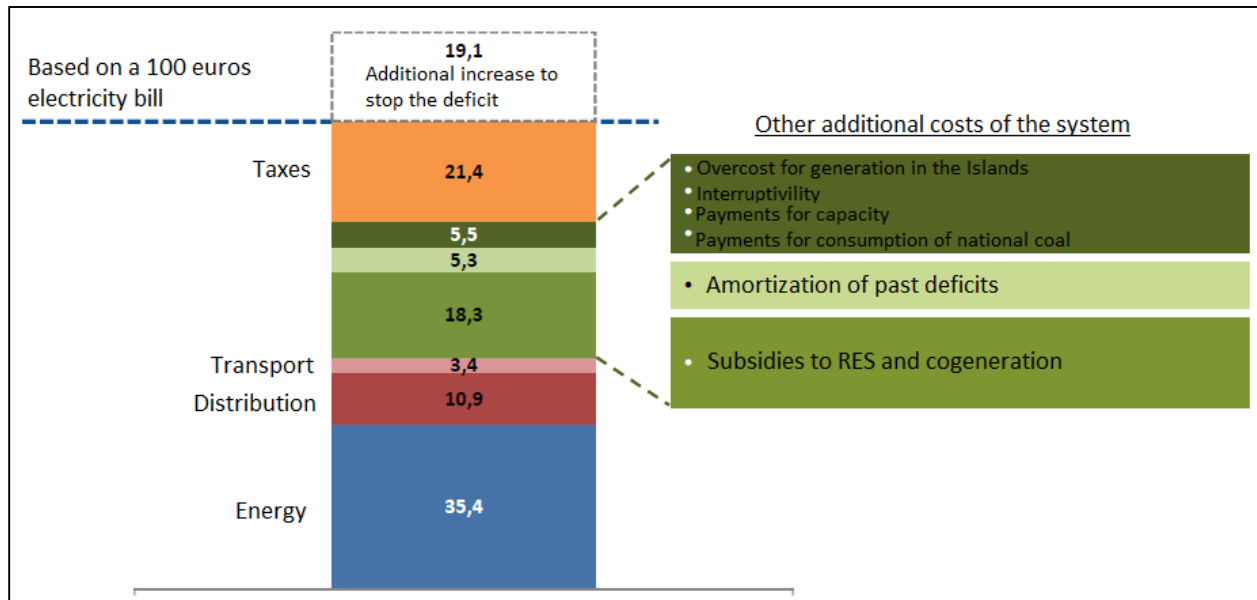 19,1
Additional increase to
stop the deficit
Based on a 100 euros
electricity bill
Other additional costs of the system
Taxes
21,4
• Overcost for generation in the Islands
• Interruptivility
• Payments for capacity
• Payments for consumption of national coal
5,5
5,3
• Amortization of past deficits
18,3
• Subsidies to RES and cogeneration
Transport
3,4
Distribution
10,9
Energy
35,4